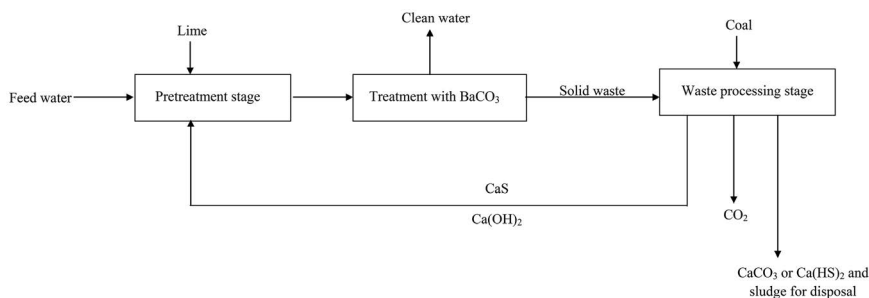 Clean water
Lime
Coal
Feed water
Pretreatment stage
Treatment with BaCO₃
Solid waste
Waste processing stage
CaS
Ca(OH)₂
CO₂
CaCO₃ or Ca(HS)₂ and
sludge for disposal